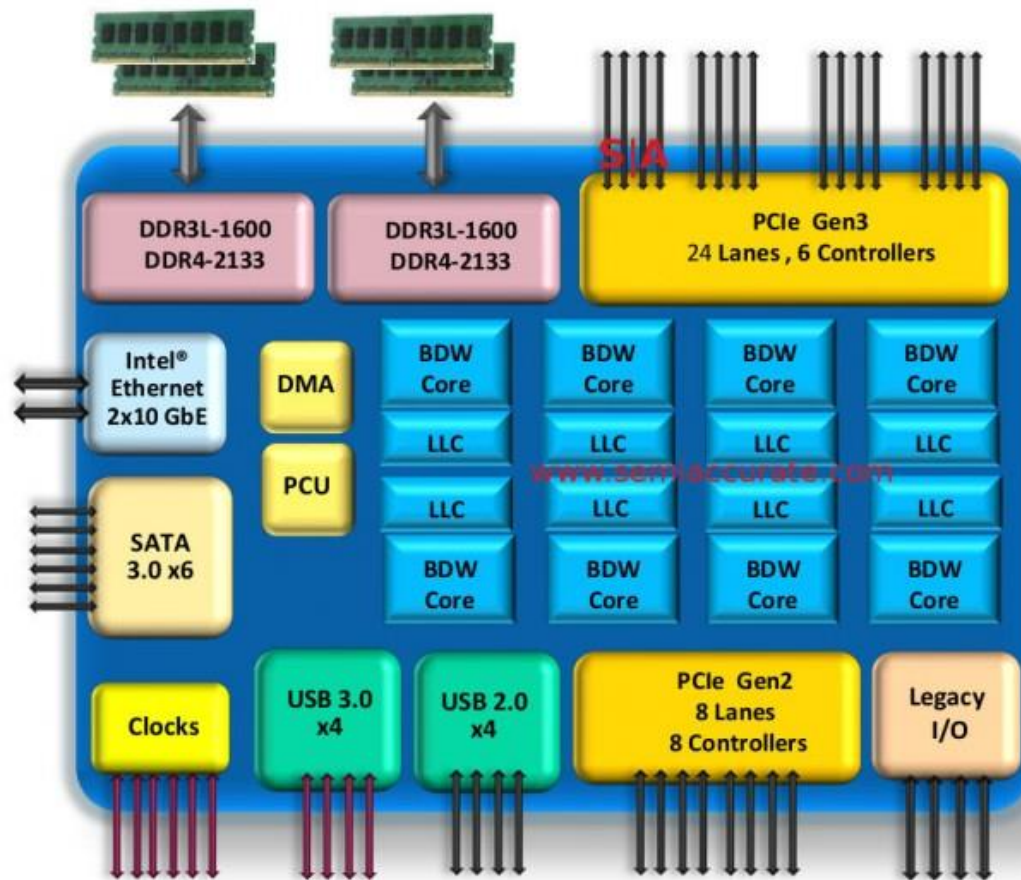 S|A
DDR3L-1600
DDR4-2133
DDR3L-1600
DDR4-2133
PCIe Gen3
24 Lanes , 6 Controllers
Intel®
Ethernet
2x10 GbE
DMA
PCU
BDW
Core
BDW
Core
BDW
Core
BDW
Core
LLC
LLC
LLC
LLC
www.semiaccurate.com
LLC
LLC
LLC
LLC
BDW
Core
BDW
Core
BDW
Core
BDW
Core
SATA
3.0 x6
Clocks
USB 3.0
x4
USB 2.0
x4
PCIe Gen2
8 Lanes
8 Controllers
Legacy
I/O